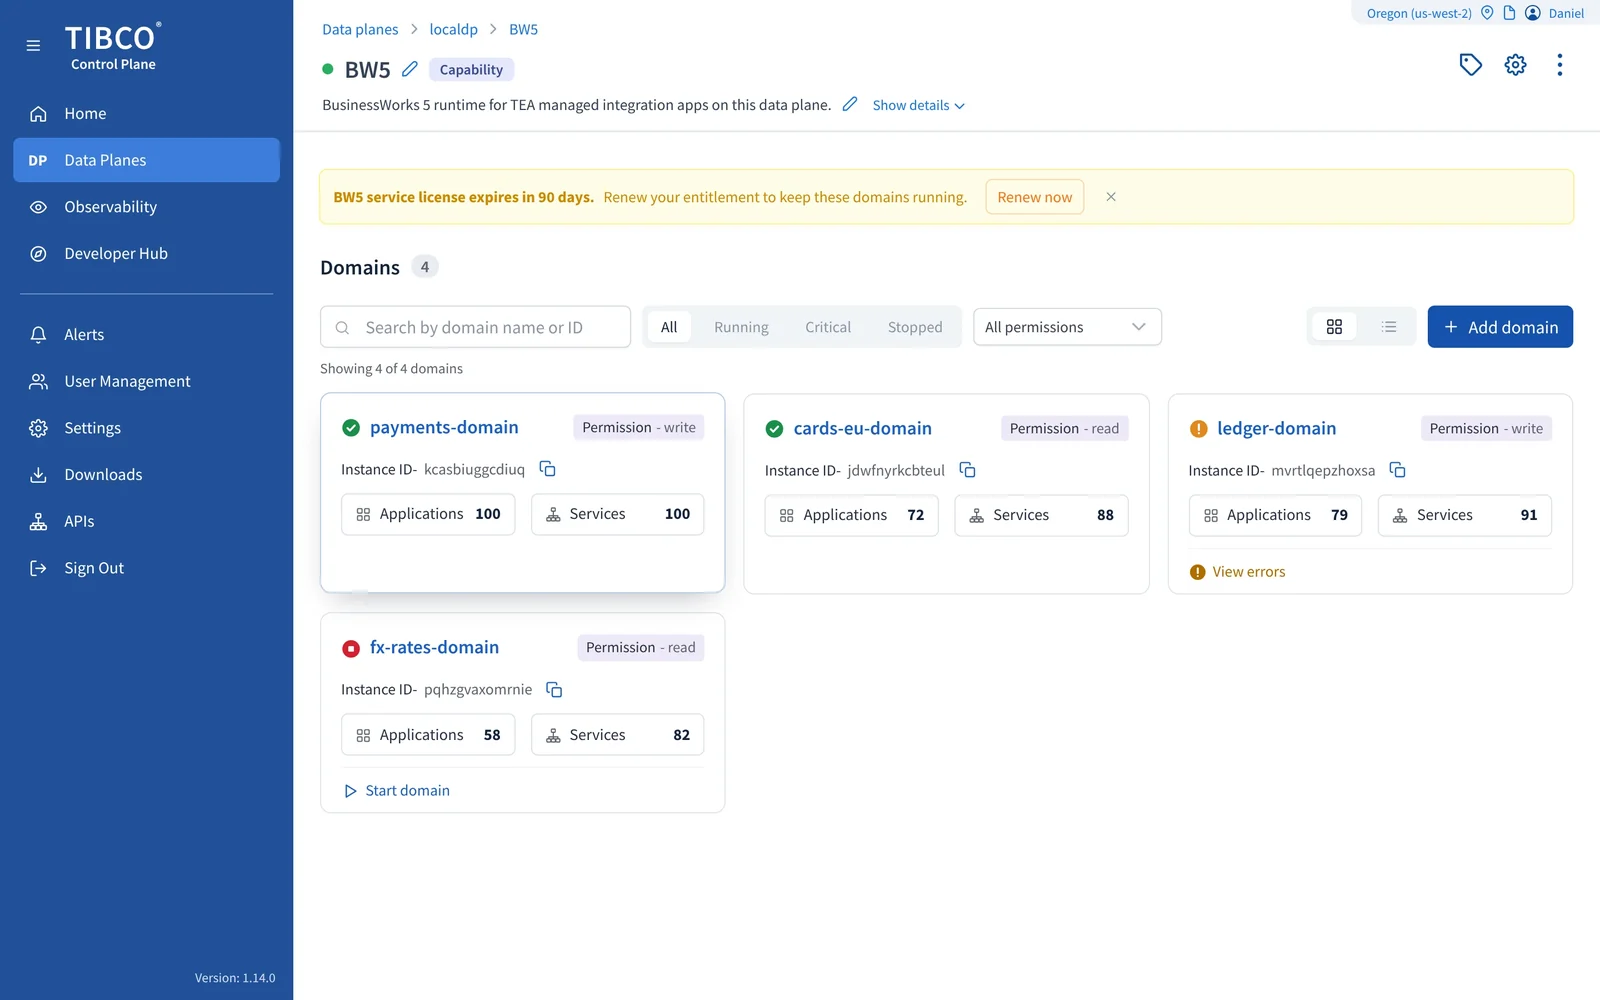 TIBCO®
Control Plane
Home
DP Data Planes
Observability
Developer Hub
Alerts
User Management
Settings
Downloads
APIs
Sign Out
Version: 1.14.0
Oregon (us-west-2) Daniel
Data planes > localdp > BW5
BW5 Capability
BusinessWorks 5 runtime for TEA managed integration apps on this data plane. Show details
BW5 service license expires in 90 days. Renew your entitlement to keep these domains running. Renew now
Domains 4
Search by domain name or ID All Running Critical Stopped All permissions + Add domain
Showing 4 of 4 domains
payments-domain Permission - write
Instance ID- kcasbiuggcdiuq
Applications 100 Services 100
cards-eu-domain Permission - read
Instance ID- jdwfnyrkcbteul
Applications 72 Services 88
ledger-domain Permission - write
Instance ID- mvrtlqepzhoxsa
Applications 79 Services 91
View errors
fx-rates-domain Permission - read
Instance ID- pqhzgvaxomrnie
Applications 58 Services 82
Start domain